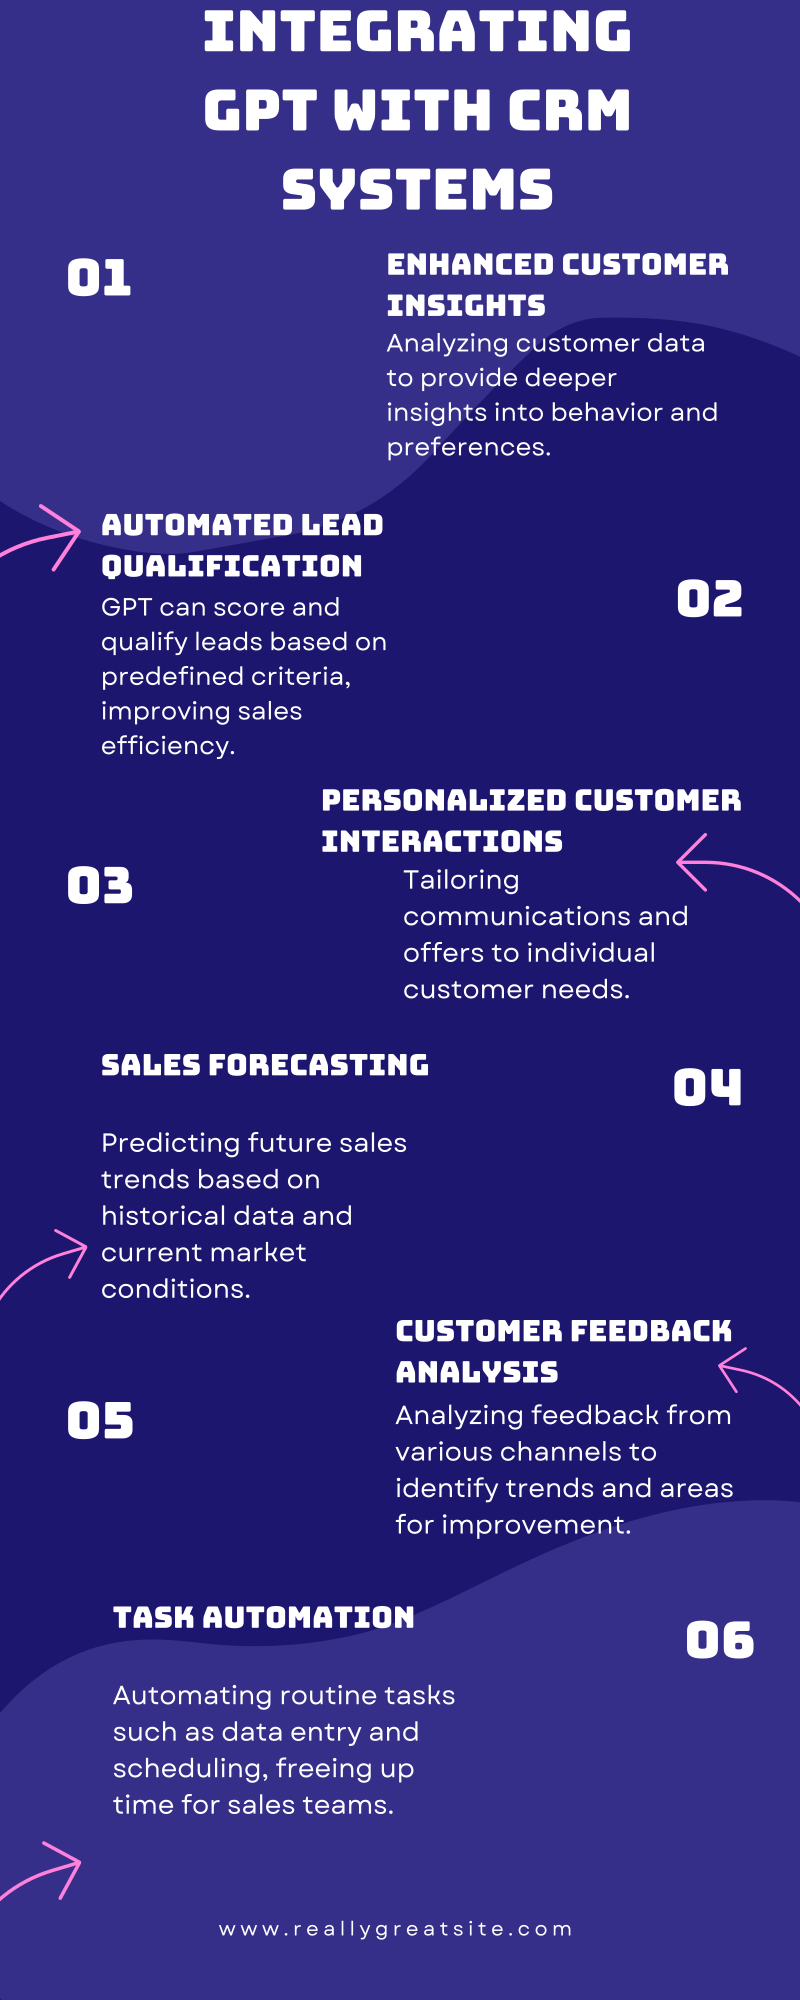 INTEGRATING
GPT WITH CRM
SYSTEMS
01
ENHANCED CUSTOMER
INSIGHTS
Analyzing customer data
to provide deeper
insights into behavior and
preferences.
AUTOMATED LEAD
QUALIFICATION
02
GPT can score and
qualify leads based on
predefined criteria,
improving sales
efficiency.
PERSONALIZED CUSTOMER
INTERACTIONS
03
Tailoring
communications and
offers to individual
customer needs.
SALES FORECASTING
04
Predicting future sales
trends based on
historical data and
current market
conditions.
CUSTOMER FEEDBACK
ANALYSIS
05
Analyzing feedback from
various channels to
identify trends and areas
for improvement.
TASK AUTOMATION
06
Automating routine tasks
such as data entry and
scheduling, freeing up
time for sales teams.
www.reallygreatsite.com